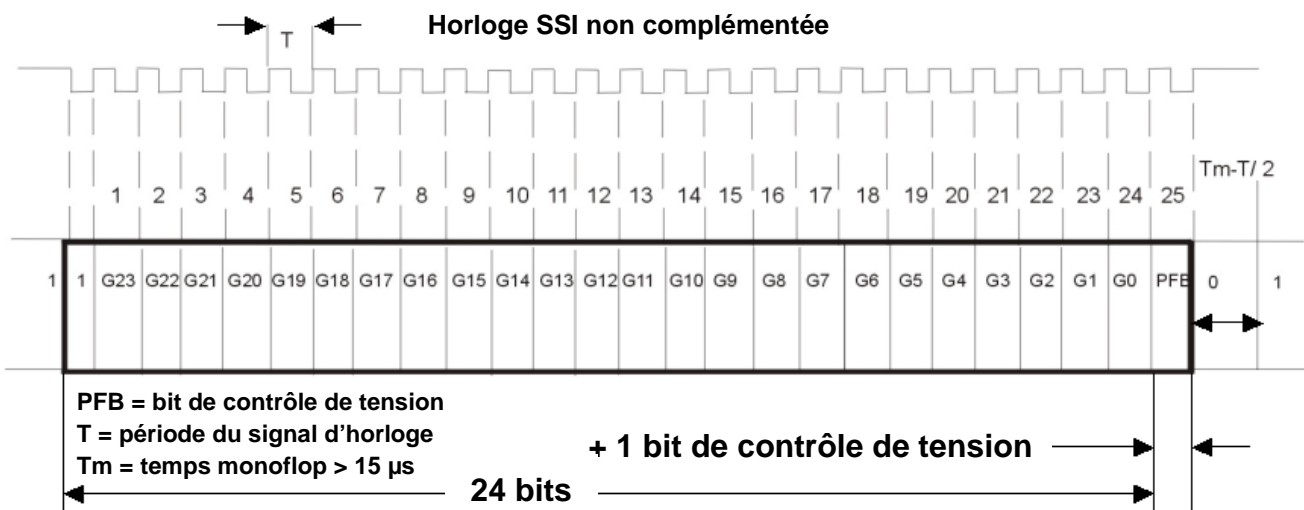 Horloge SSI non complémentée
T
Tm-T/ 2
1 2 3 4 5 6 7 8 9 10 11 12 13 14 15 16 17 18 19 20 21 22 23 24 25
1 1 G23 G22 G21 G20 G19 G18 G17 G16 G15 G14 G13 G12 G11 G10 G9 G8 G7 G6 G5 G4 G3 G2 G1 G0 PFB 0 1
PFB = bit de contrôle de tension
T = période du signal d'horloge
Tm = temps monoflop > 15 µs
+ 1 bit de contrôle de tension
24 bits